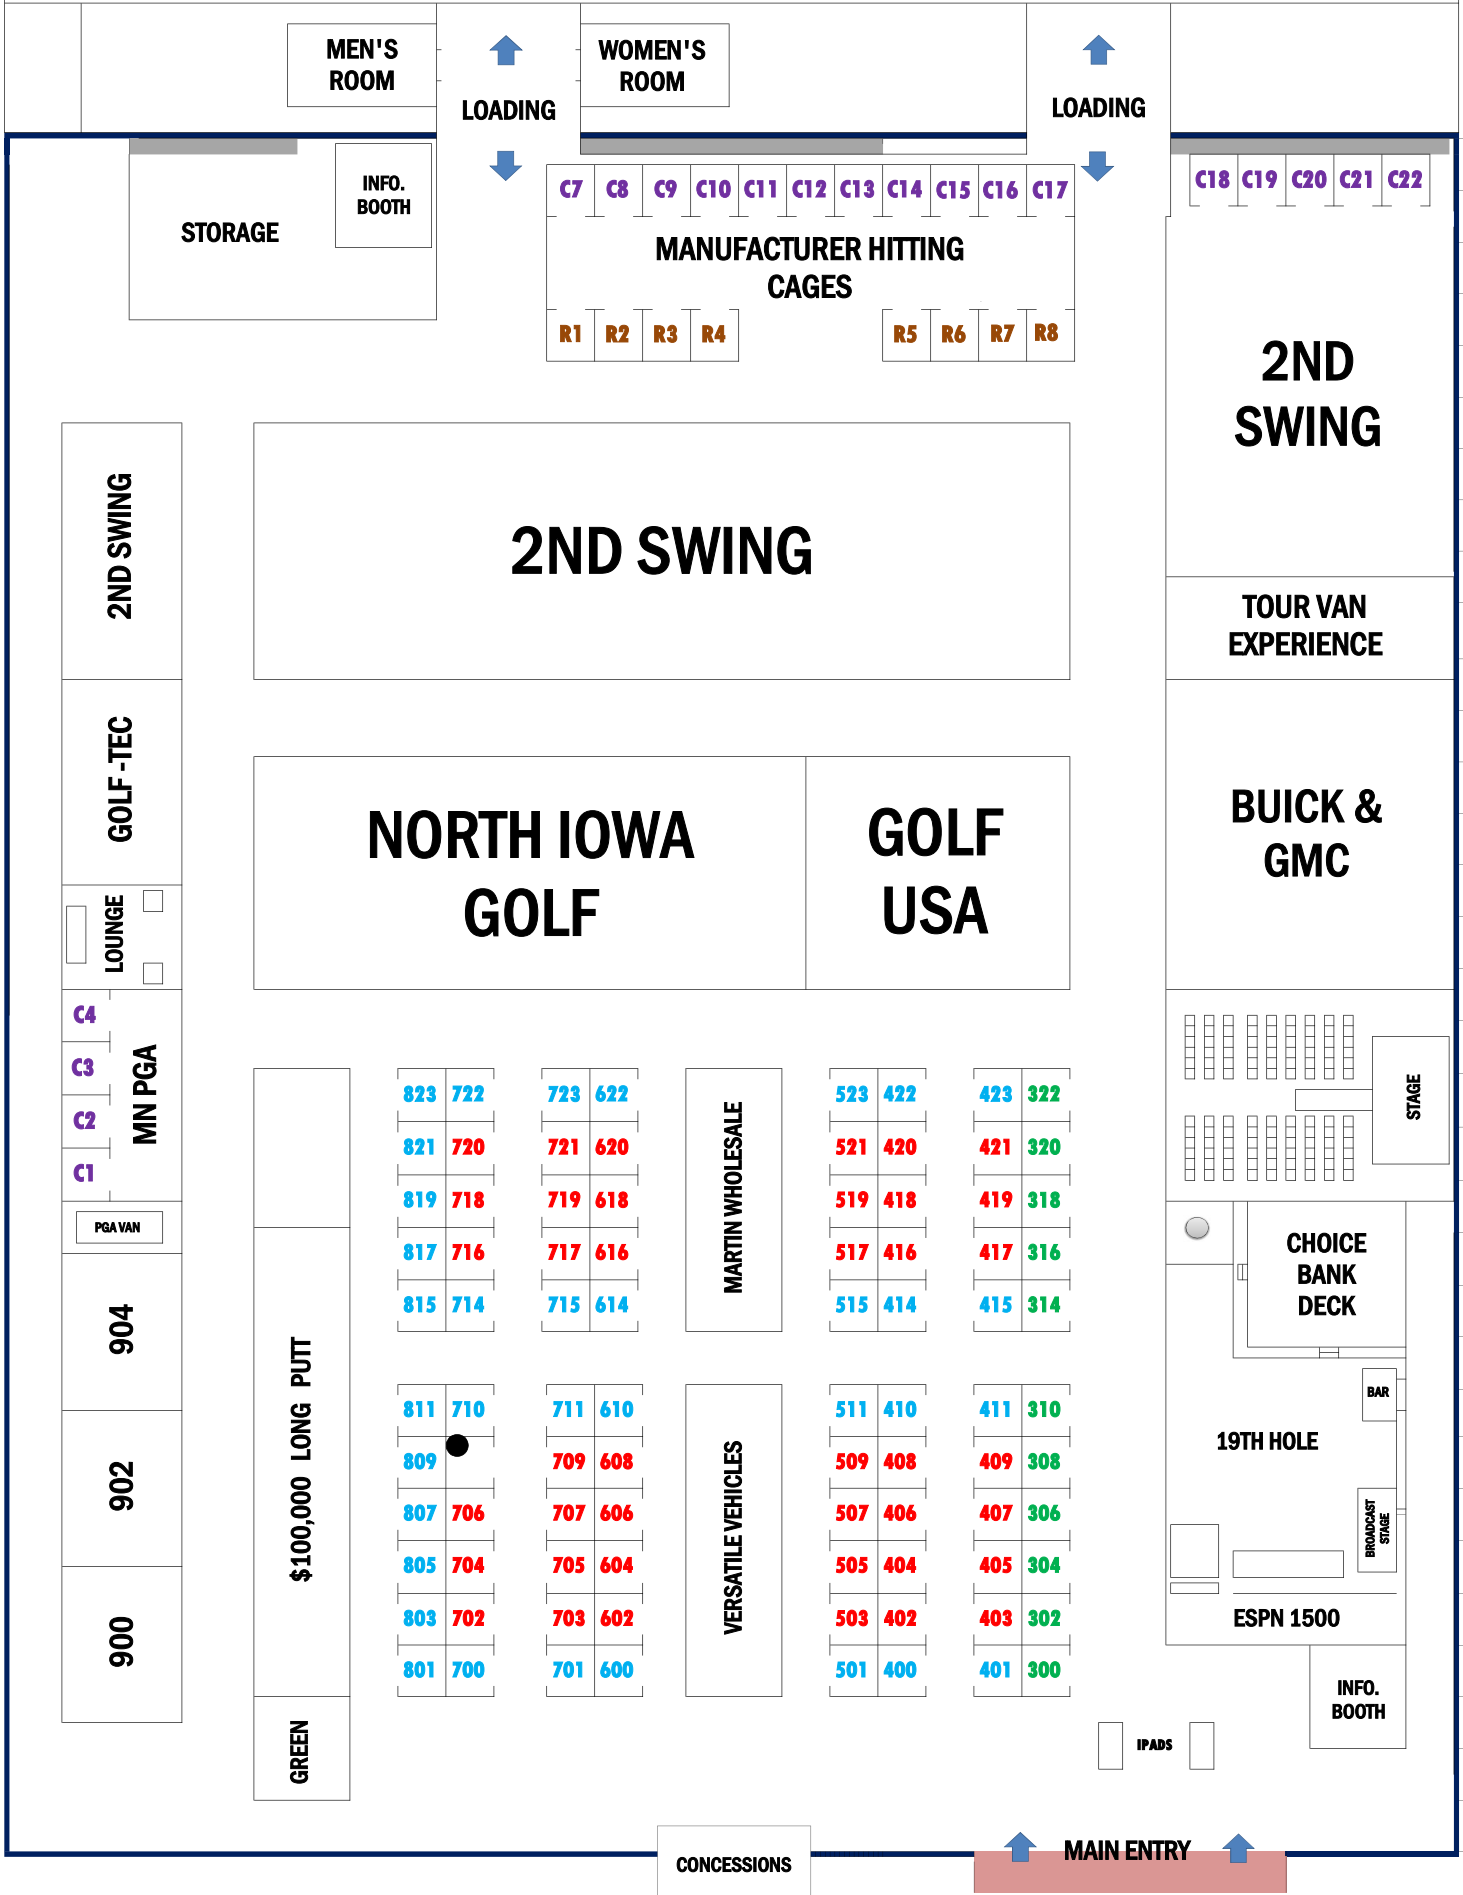 MEN'S
ROOM
WOMEN'S
ROOM
LOADING
LOADING
INFO.
BOOTH
STORAGE
C7 C8 C9 C10 C11 C12 C13 C14 C15 C16 C17
C18 C19 C20 C21 C22
MANUFACTURER HITTING
CAGES
R1 R2 R3 R4 R5 R6 R7 R8
2ND
SWING
2ND SWING
2ND SWING
TOUR VAN
EXPERIENCE
GOLF -TEC
NORTH IOWA
GOLF
GOLF
USA
BUICK &
GMC
LOUNGE
C4
C3
C2
C1
MN PGA
PGA VAN
904
902
900
$100,000 LONG PUTT
GREEN
823 722 723 622 523 422 423 322
821 720 721 620 521 420 421 320
819 718 719 618 519 418 419 318
817 716 717 616 517 416 417 316
815 714 715 614 515 414 415 314
MARTIN WHOLESALE
811 710 711 610 511 410 411 310
809 709 608 509 408 409 308
807 706 707 606 507 406 407 306
805 704 705 604 505 404 405 304
803 702 703 602 503 402 403 302
801 700 701 600 501 400 401 300
VERSATILE VEHICLES
STAGE
CHOICE
BANK
DECK
BAR
19TH HOLE
BROADCAST
STAGE
ESPN 1500
INFO.
BOOTH
IPADS
MAIN ENTRY
CONCESSIONS